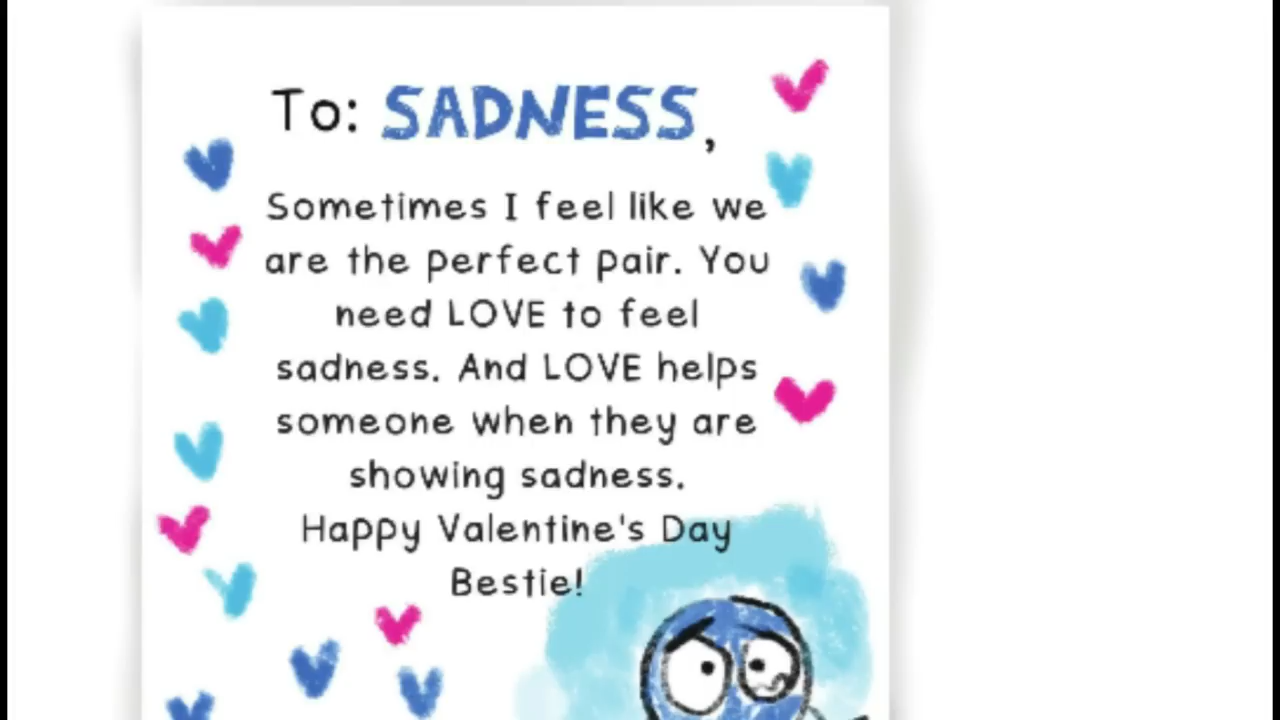 To: SADNESS,
Sometimes I feel like we
are the perfect pair. You
need LOVE to feel
sadness. And LOVE helps
someone when they are
showing sadness.
Happy Valentine's Day
Bestie!